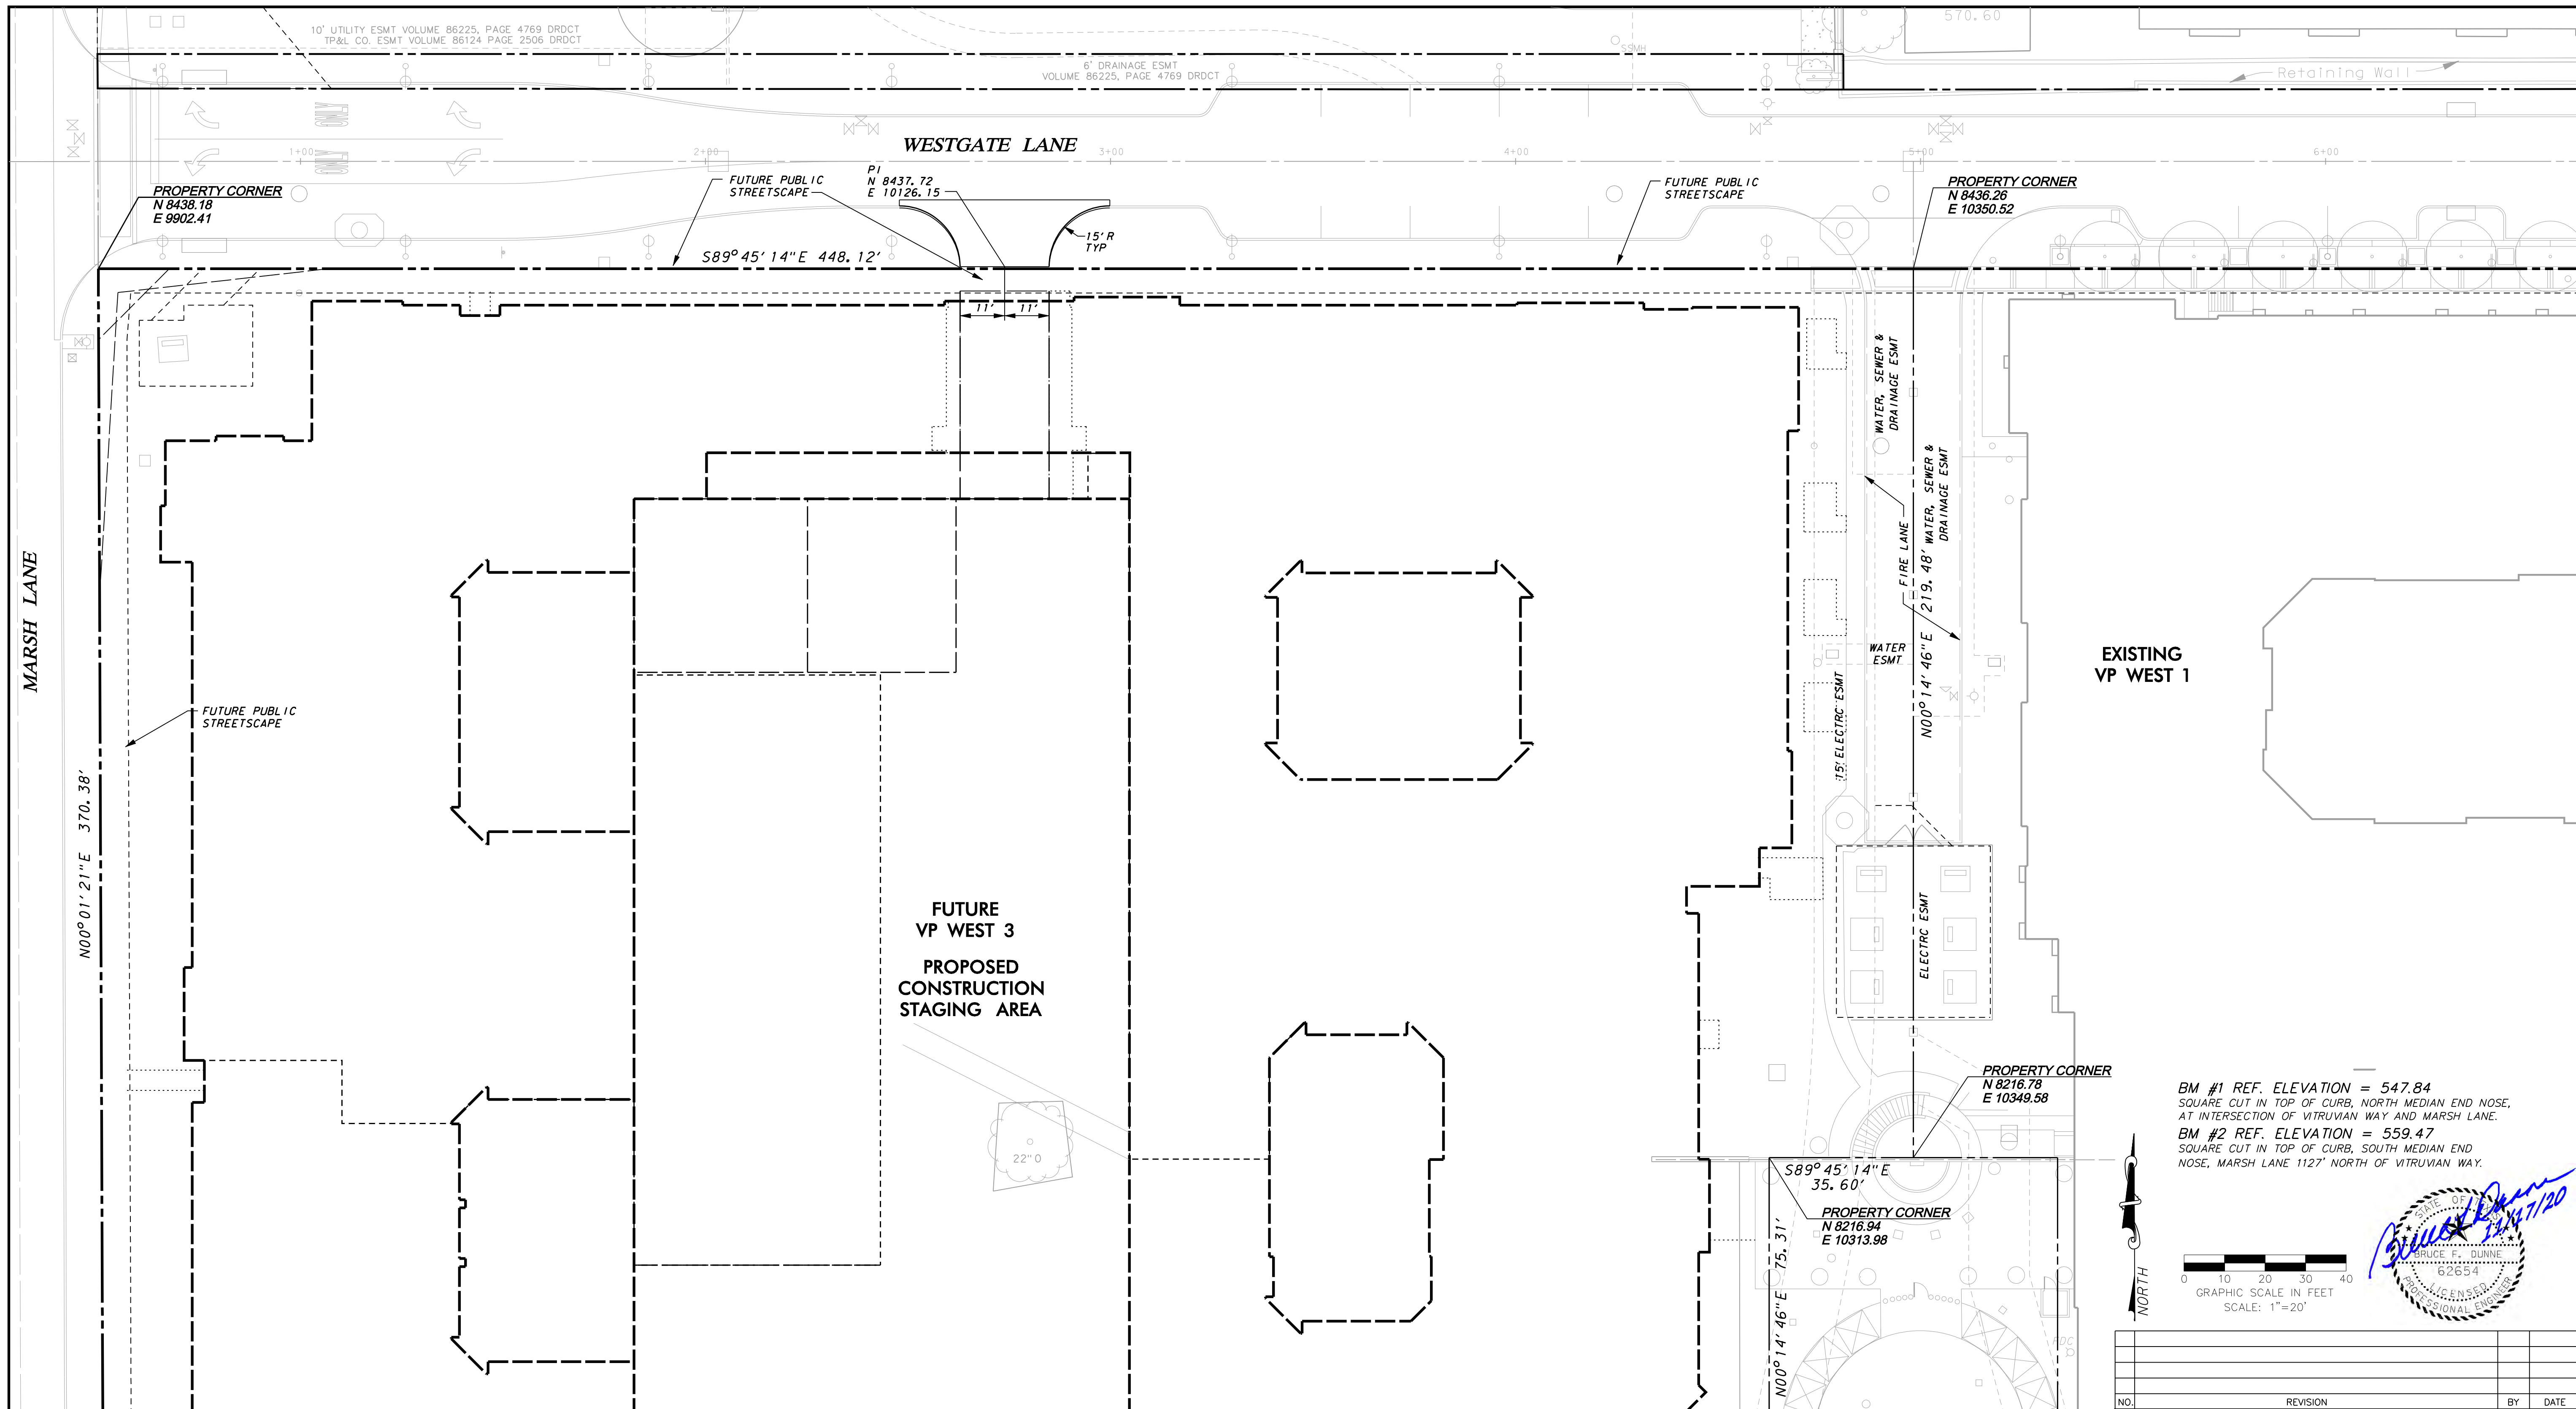 10' UTILITY ESMT VOLUME 86225, PAGE 4769 DRDCT
TP&L CO. ESMT VOLUME 86124 PAGE 2506 DRDCT
6' DRAINAGE ESMT
VOLUME 86225, PAGE 4769 DRDCT
SSMH
570.60
Retaining Wall
WESTGATE LANE
1+00
2+00
3+00
4+00
5+00
6+00
PROPERTY CORNER
N 8438.18
E 9902.41
FUTURE PUBLIC
STREETSCAPE
PI
N 8437.72
E 10126.15
15'R
TYP
FUTURE PUBLIC
STREETSCAPE
PROPERTY CORNER
N 8436.26
E 10350.52
S89°45'14"E 448.12'
11'
11'
WATER, SEWER &
DRAINAGE ESMT
WATER, SEWER &
DRAINAGE ESMT
FIRE LANE
N00°14'46"E 219.48'
WATER
ESMT
15' ELECTRC ESMT
EXISTING
VP WEST 1
MARSH LANE
FUTURE PUBLIC
STREETSCAPE
N00°01'21"E 370.38'
FUTURE
VP WEST 3
PROPOSED
CONSTRUCTION
STAGING AREA
22"O
ELECTRC ESMT
PROPERTY CORNER
N 8216.78
E 10349.58
S89°45'14"E
35.60'
PROPERTY CORNER
N 8216.94
E 10313.98
N00°14'46"E 75.31'
FDC
BM #1 REF. ELEVATION = 547.84
SQUARE CUT IN TOP OF CURB, NORTH MEDIAN END NOSE,
AT INTERSECTION OF VITRUVIAN WAY AND MARSH LANE.
BM #2 REF. ELEVATION = 559.47
SQUARE CUT IN TOP OF CURB, SOUTH MEDIAN END
NOSE, MARSH LANE 1127' NORTH OF VITRUVIAN WAY.
NORTH
0 10 20 30 40
GRAPHIC SCALE IN FEET
SCALE: 1"=20'
STATE OF TEXAS
BRUCE F. DUNNE
62654
LICENSED
PROFESSIONAL ENGINEER
Bruce F. Dunne
11/17/20
NO. REVISION BY DATE